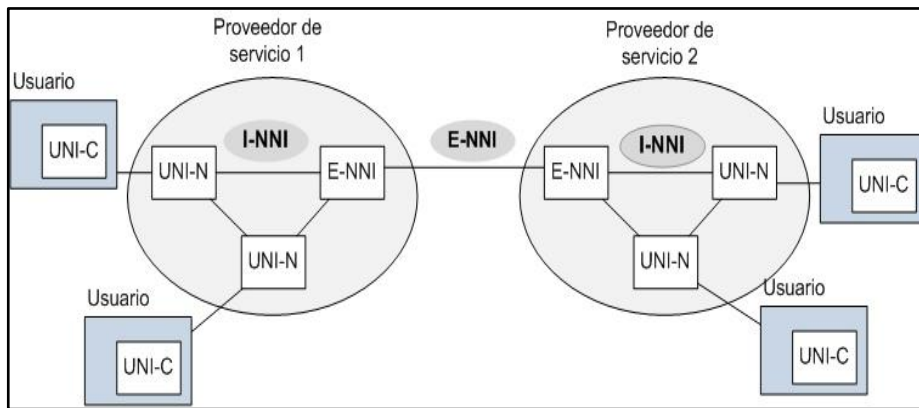 Proveedor de
servicio 1
Proveedor de
servicio 2
Usuario
UNI-C
UNI-N
I-NNI
E-NNI
E-NNI
E-NNI
I-NNI
UNI-N
Usuario
UNI-C
UNI-N
UNI-N
Usuario
UNI-C
Usuario
UNI-C